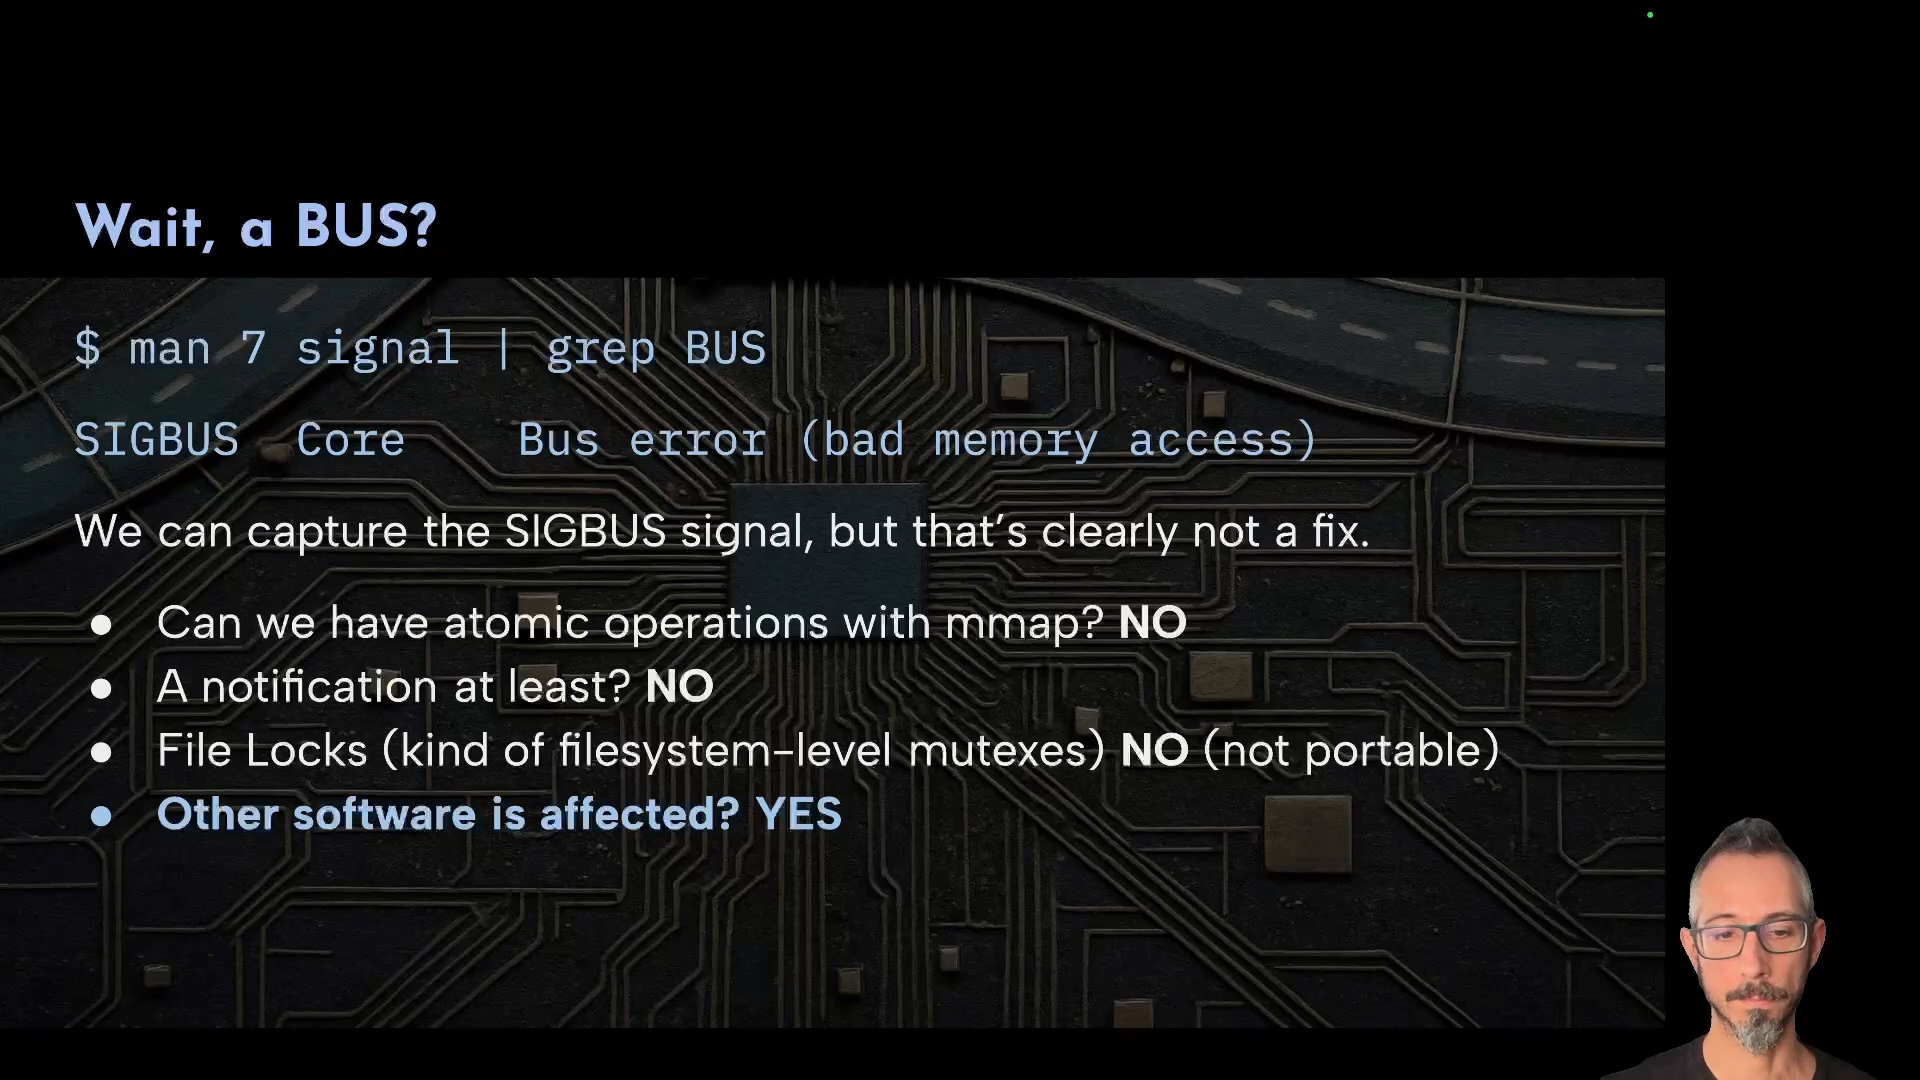 Wait, a BUS?
$ man 7 signal | grep BUS
SIGBUS Core Bus error (bad memory access)
We can capture the SIGBUS signal, but that’s clearly not a fix.
● Can we have atomic operations with mmap? NO
● A notification at least? NO
● File Locks (kind of filesystem-level mutexes) NO (not portable)
● Other software is affected? YES